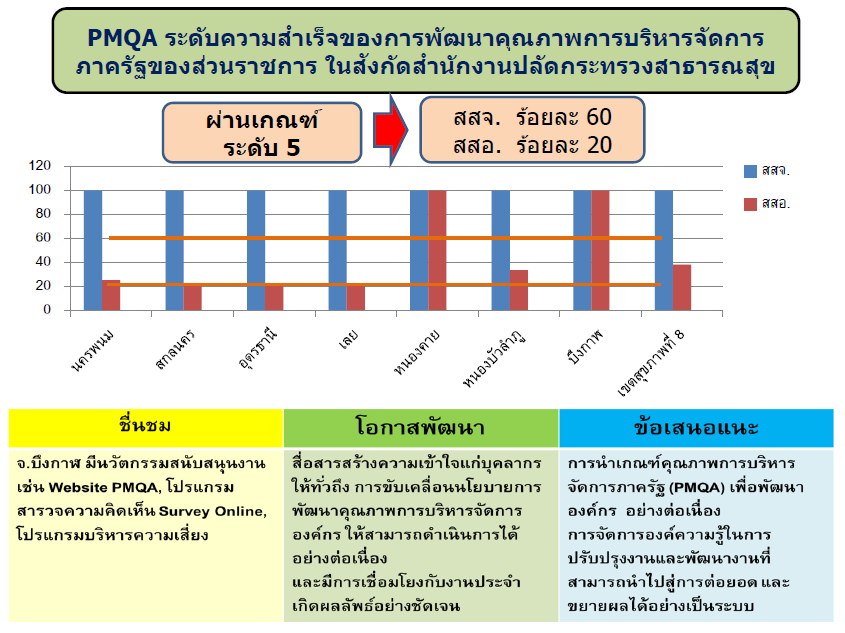 PMQA ระดับความสำเร็จของการพัฒนาคุณภาพการบริหารจัดการ
ภาครัฐของส่วนราชการ ในสังกัดสำนักงานปลัดกระทรวงสาธารณสุข
ผ่านเกณฑ์
ระดับ 5
สสจ. ร้อยละ 60
สสอ. ร้อยละ 20
120
100
80
60
40
20
0
สสจ.
สสอ.
นครพนม
สกลนคร
อุดรธานี
เลย
หนองคาย
หนองบัวลำภู
บึงกาฬ
เขตสุขภาพที่ 8
ชื่นชม
จ.บึงกาฬ มีนวัตกรรมสนับสนุนงาน
เช่น Website PMQA, โปรแกรม
สารวจความคิดเห็น Survey Online,
โปรแกรมบริหารความเสี่ยง
โอกาสพัฒนา
สื่อสารสร้างความเข้าใจแก่บุคลากร
ให้ทั่วถึง การขับเคลื่อนนโยบายการ
พัฒนาคุณภาพการบริหารจัดการ
องค์กร ให้สามารถดำเนินการได้
อย่างต่อเนื่อง
และมีการเชื่อมโยงกับงานประจำ
เกิดผลลัพธ์อย่างชัดเจน
ข้อเสนอแนะ
การนำเกณฑ์คุณภาพการบริหาร
จัดการภาครัฐ (PMQA) เพื่อพัฒนา
องค์กร อย่างต่อเนื่อง
การจัดการองค์ความรู้ในการ
ปรับปรุงงานและพัฒนางานที่
สามารถนำไปสู่การต่อยอด และ
ขยายผลได้อย่างเป็นระบบ